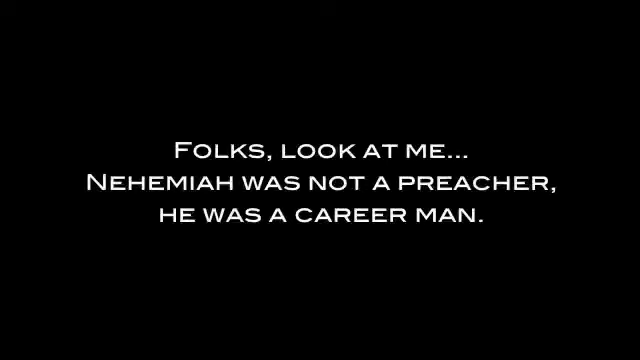 Folks, look at me...
Nehemiah was not a preacher,
he was a career man.